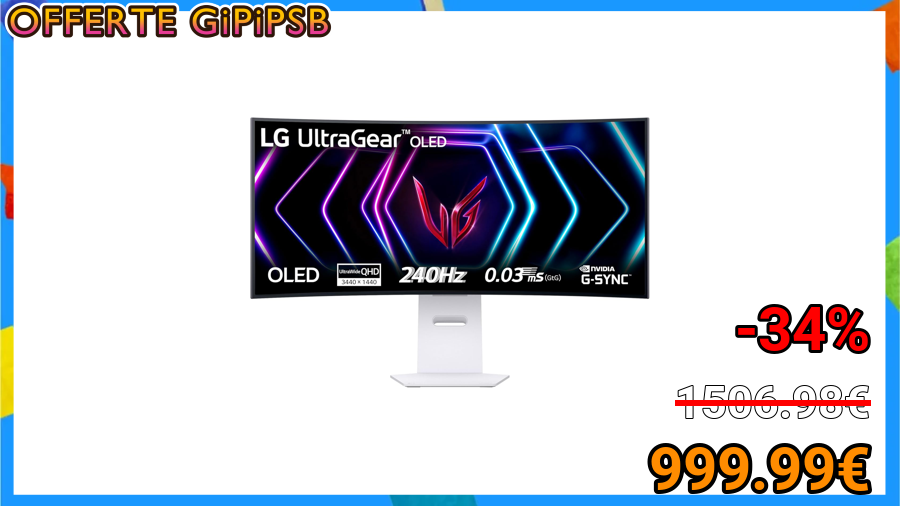 OFFERTE GiPiPSB
LG UltraGear™ OLED
OLED
UltraWide QHD
3440 x 1440
240Hz
0.03ms (GtG)
NVIDIA
G-SYNC
-34%
1506.98€
999.99€